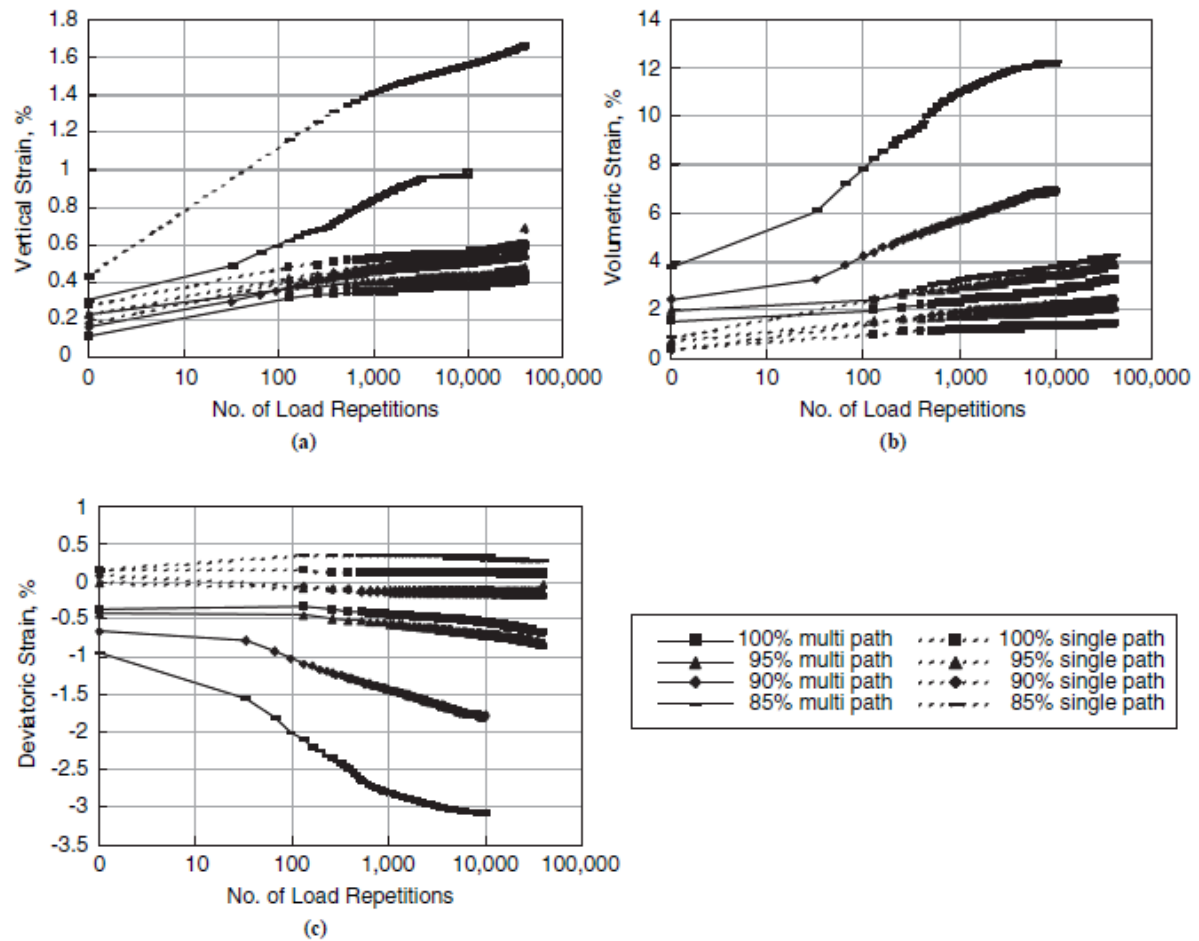 1.8
1.6
1.4
1.2
1
0.8
0.6
0.4
0.2
0
Vertical Strain, %
0 10 100 1,000 10,000 100,000
No. of Load Repetitions
(a)
14
12
10
8
6
4
2
0
Volumetric Strain, %
0 10 100 1,000 10,000 100,000
No. of Load Repetitions
(b)
1
0.5
0
-0.5
-1
-1.5
-2
-2.5
-3
-3.5
Deviatoric Strain, %
0 10 100 1,000 10,000 100,000
No. of Load Repetitions
(c)
100% multi path
95% multi path
90% multi path
85% multi path
100% single path
95% single path
90% single path
85% single path